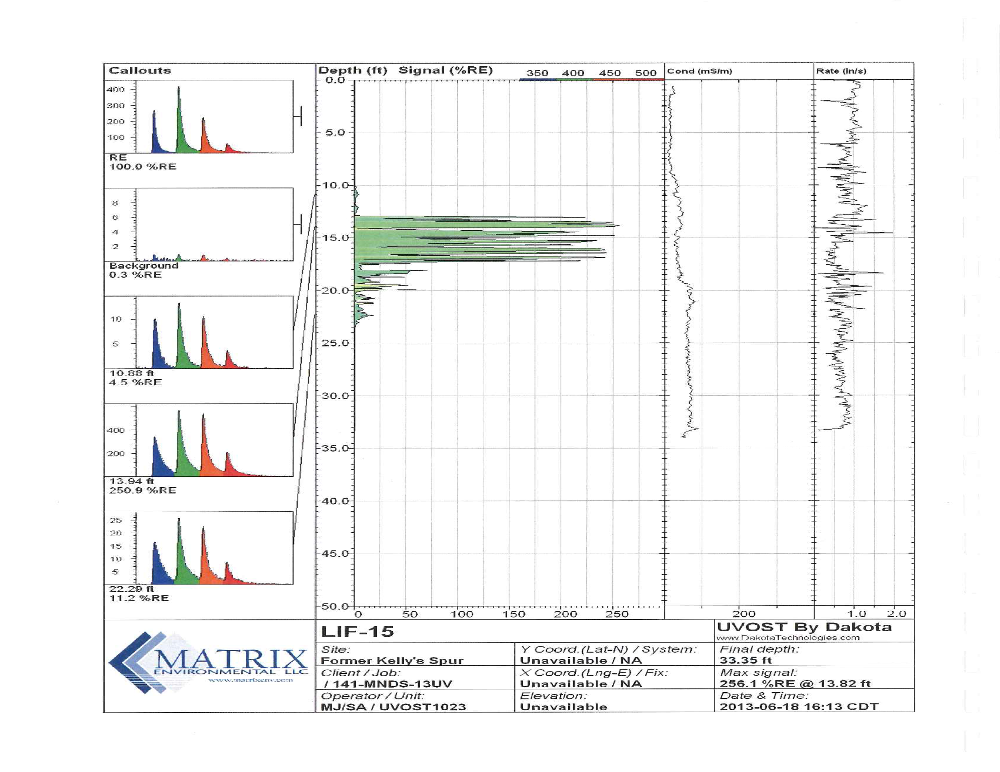 Callouts
400
300
200
100
RE
100.0 %RE
8
6
4
2
Background
0.3 %RE
10
5
10.88 ft
4.5 %RE
400
200
13.94 ft
250.9 %RE
25
20
15
10
5
22.29 ft
11.2 %RE
Depth (ft) Signal (%RE) 350 400 450 500
0.0
5.0
10.0
15.0
20.0
25.0
30.0
35.0
40.0
45.0
50.0
0 50 100 150 200 250
Cond (mS/m)
200
Rate (in/s)
1.0 2.0
MATRIX
ENVIRONMENTAL LLC
www.matrixenv.com
LIF-15
UVOST By Dakota
www.DakotaTechnologies.com
Site:
Former Kelly's Spur
Y Coord.(Lat-N) / System:
Unavailable / NA
Final depth:
33.35 ft
Client / Job:
/ 141-MNDS-13UV
X Coord.(Lng-E) / Fix:
Unavailable / NA
Max signal:
256.1 %RE @ 13.82 ft
Operator / Unit:
MJ/SA / UVOST1023
Elevation:
Unavailable
Date & Time:
2013-06-18 16:13 CDT